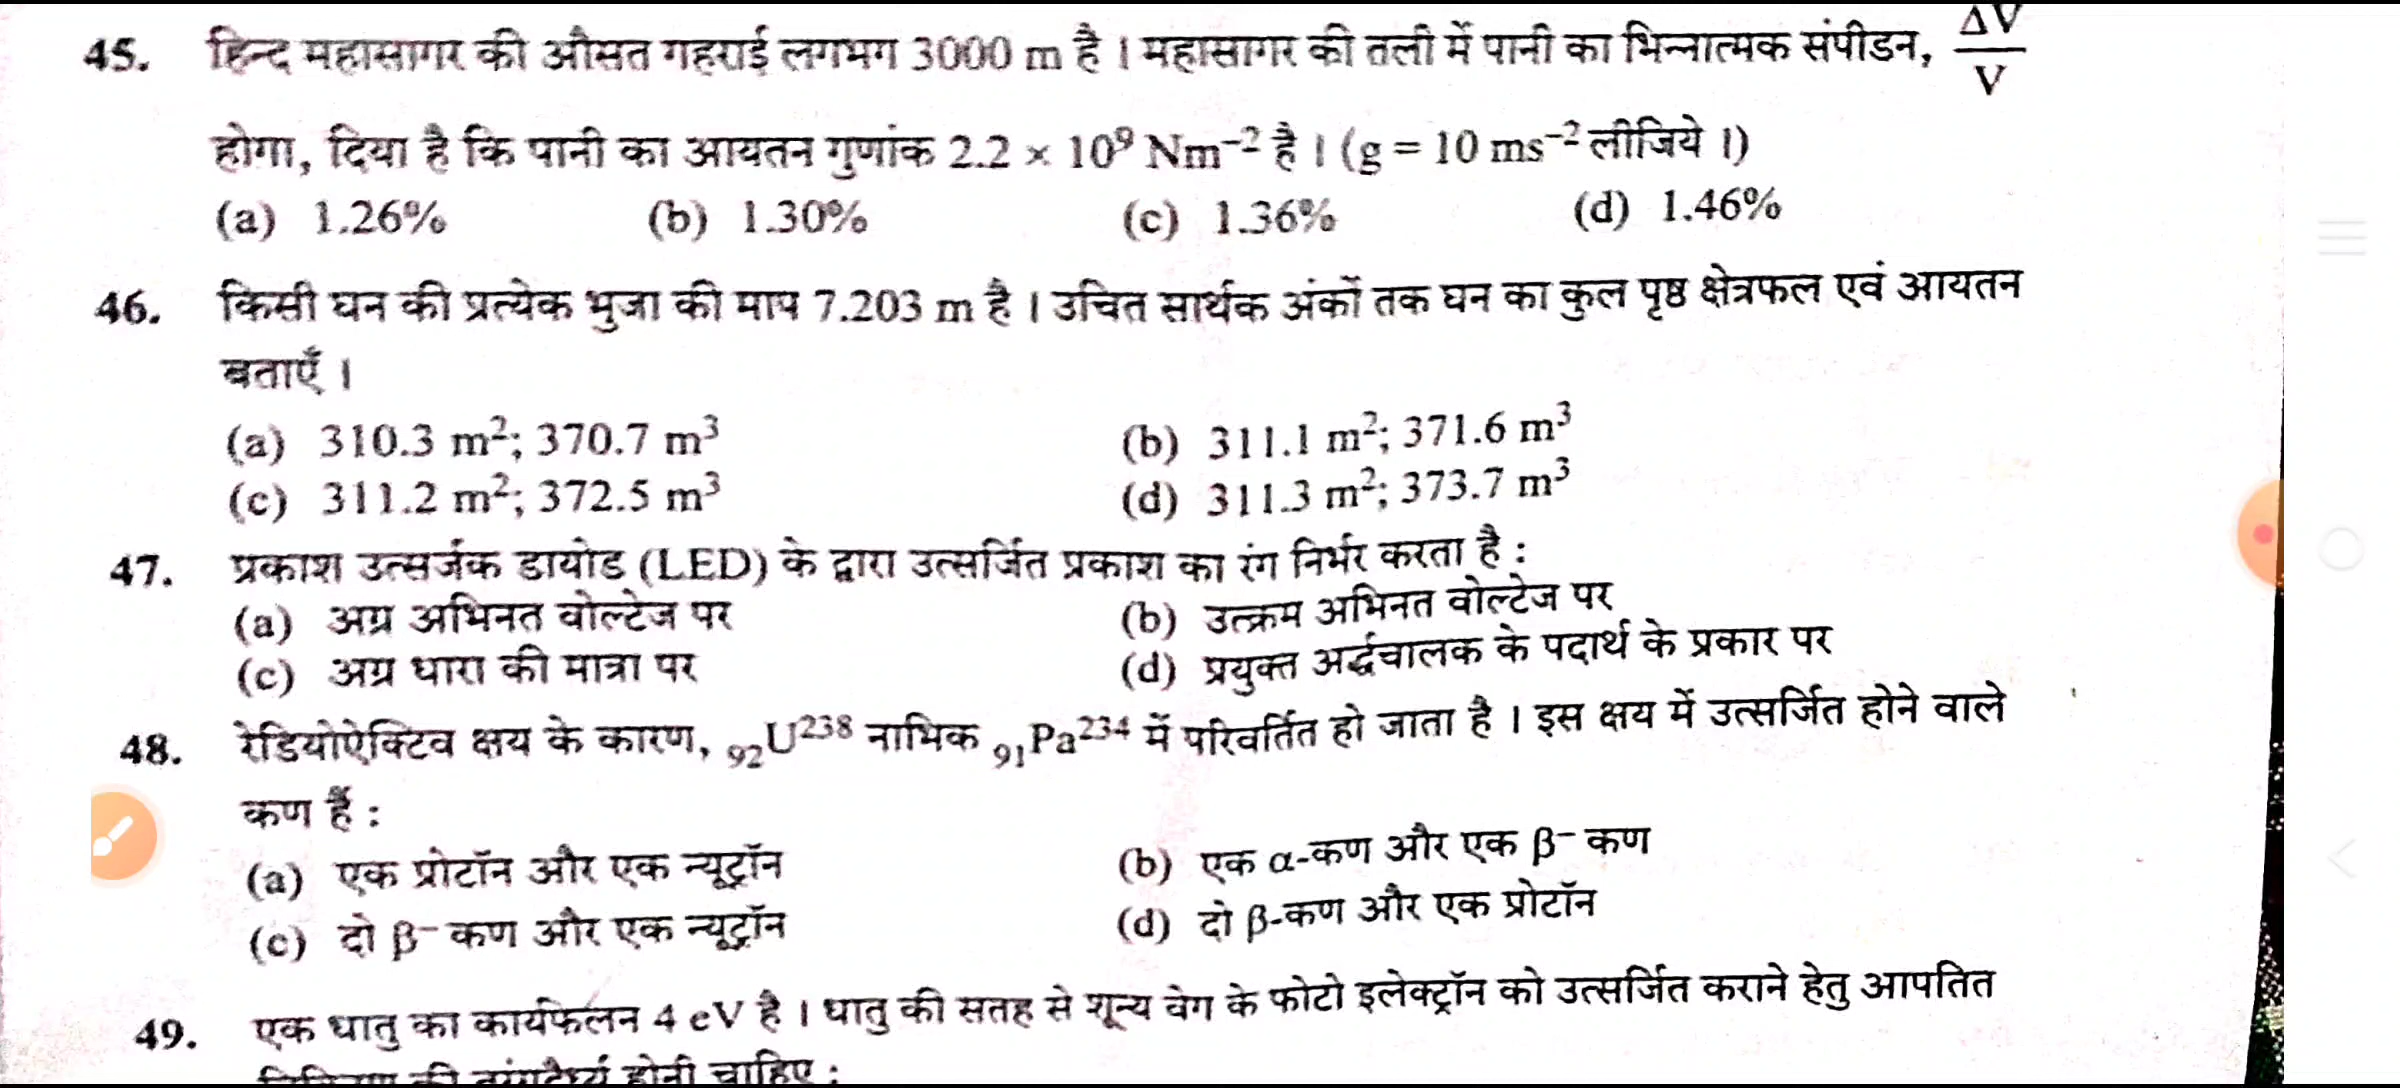 45. हिन्द महासागर की औसत गहराई लगभग 3000 m है । महासागर की तली में पानी का भिन्नात्मक संपीडन, ΔV/V
होगा, दिया है कि पानी का आयतन गुणांक 2.2 × 10⁹ Nm⁻² है । (g = 10 ms⁻² लीजिये ।)
(a) 1.26% (b) 1.30% (c) 1.36% (d) 1.46%
46. किसी घन की प्रत्येक भुजा की माप 7.203 m है । उचित सार्थक अंकों तक घन का कुल पृष्ठ क्षेत्रफल एवं आयतन
बताएँ ।
(a) 310.3 m²; 370.7 m³ (b) 311.1 m²; 371.6 m³
(c) 311.2 m²; 372.5 m³ (d) 311.3 m²; 373.7 m³
47. प्रकाश उत्सर्जक डायोड (LED) के द्वारा उत्सर्जित प्रकाश का रंग निर्भर करता है :
(a) अग्र अभिनत वोल्टेज पर (b) उत्क्रम अभिनत वोल्टेज पर
(c) अग्र धारा की मात्रा पर (d) प्रयुक्त अर्द्धचालक के पदार्थ के प्रकार पर
48. रेडियोऐक्टिव क्षय के कारण, ₉₂U²³⁸ नाभिक ₉₁Pa²³⁴ में परिवर्तित हो जाता है । इस क्षय में उत्सर्जित होने वाले
कण हैं :
(a) एक प्रोटॉन और एक न्यूट्रॉन (b) एक α-कण और एक β⁻ कण
(c) दो β⁻ कण और एक न्यूट्रॉन (d) दो β-कण और एक प्रोटॉन
49. एक धातु का कार्यफलन 4 eV है । धातु की सतह से शून्य वेग के फोटो इलेक्ट्रॉन को उत्सर्जित कराने हेतु आपतित
की तरंगदैर्ध्य होनी चाहिए :